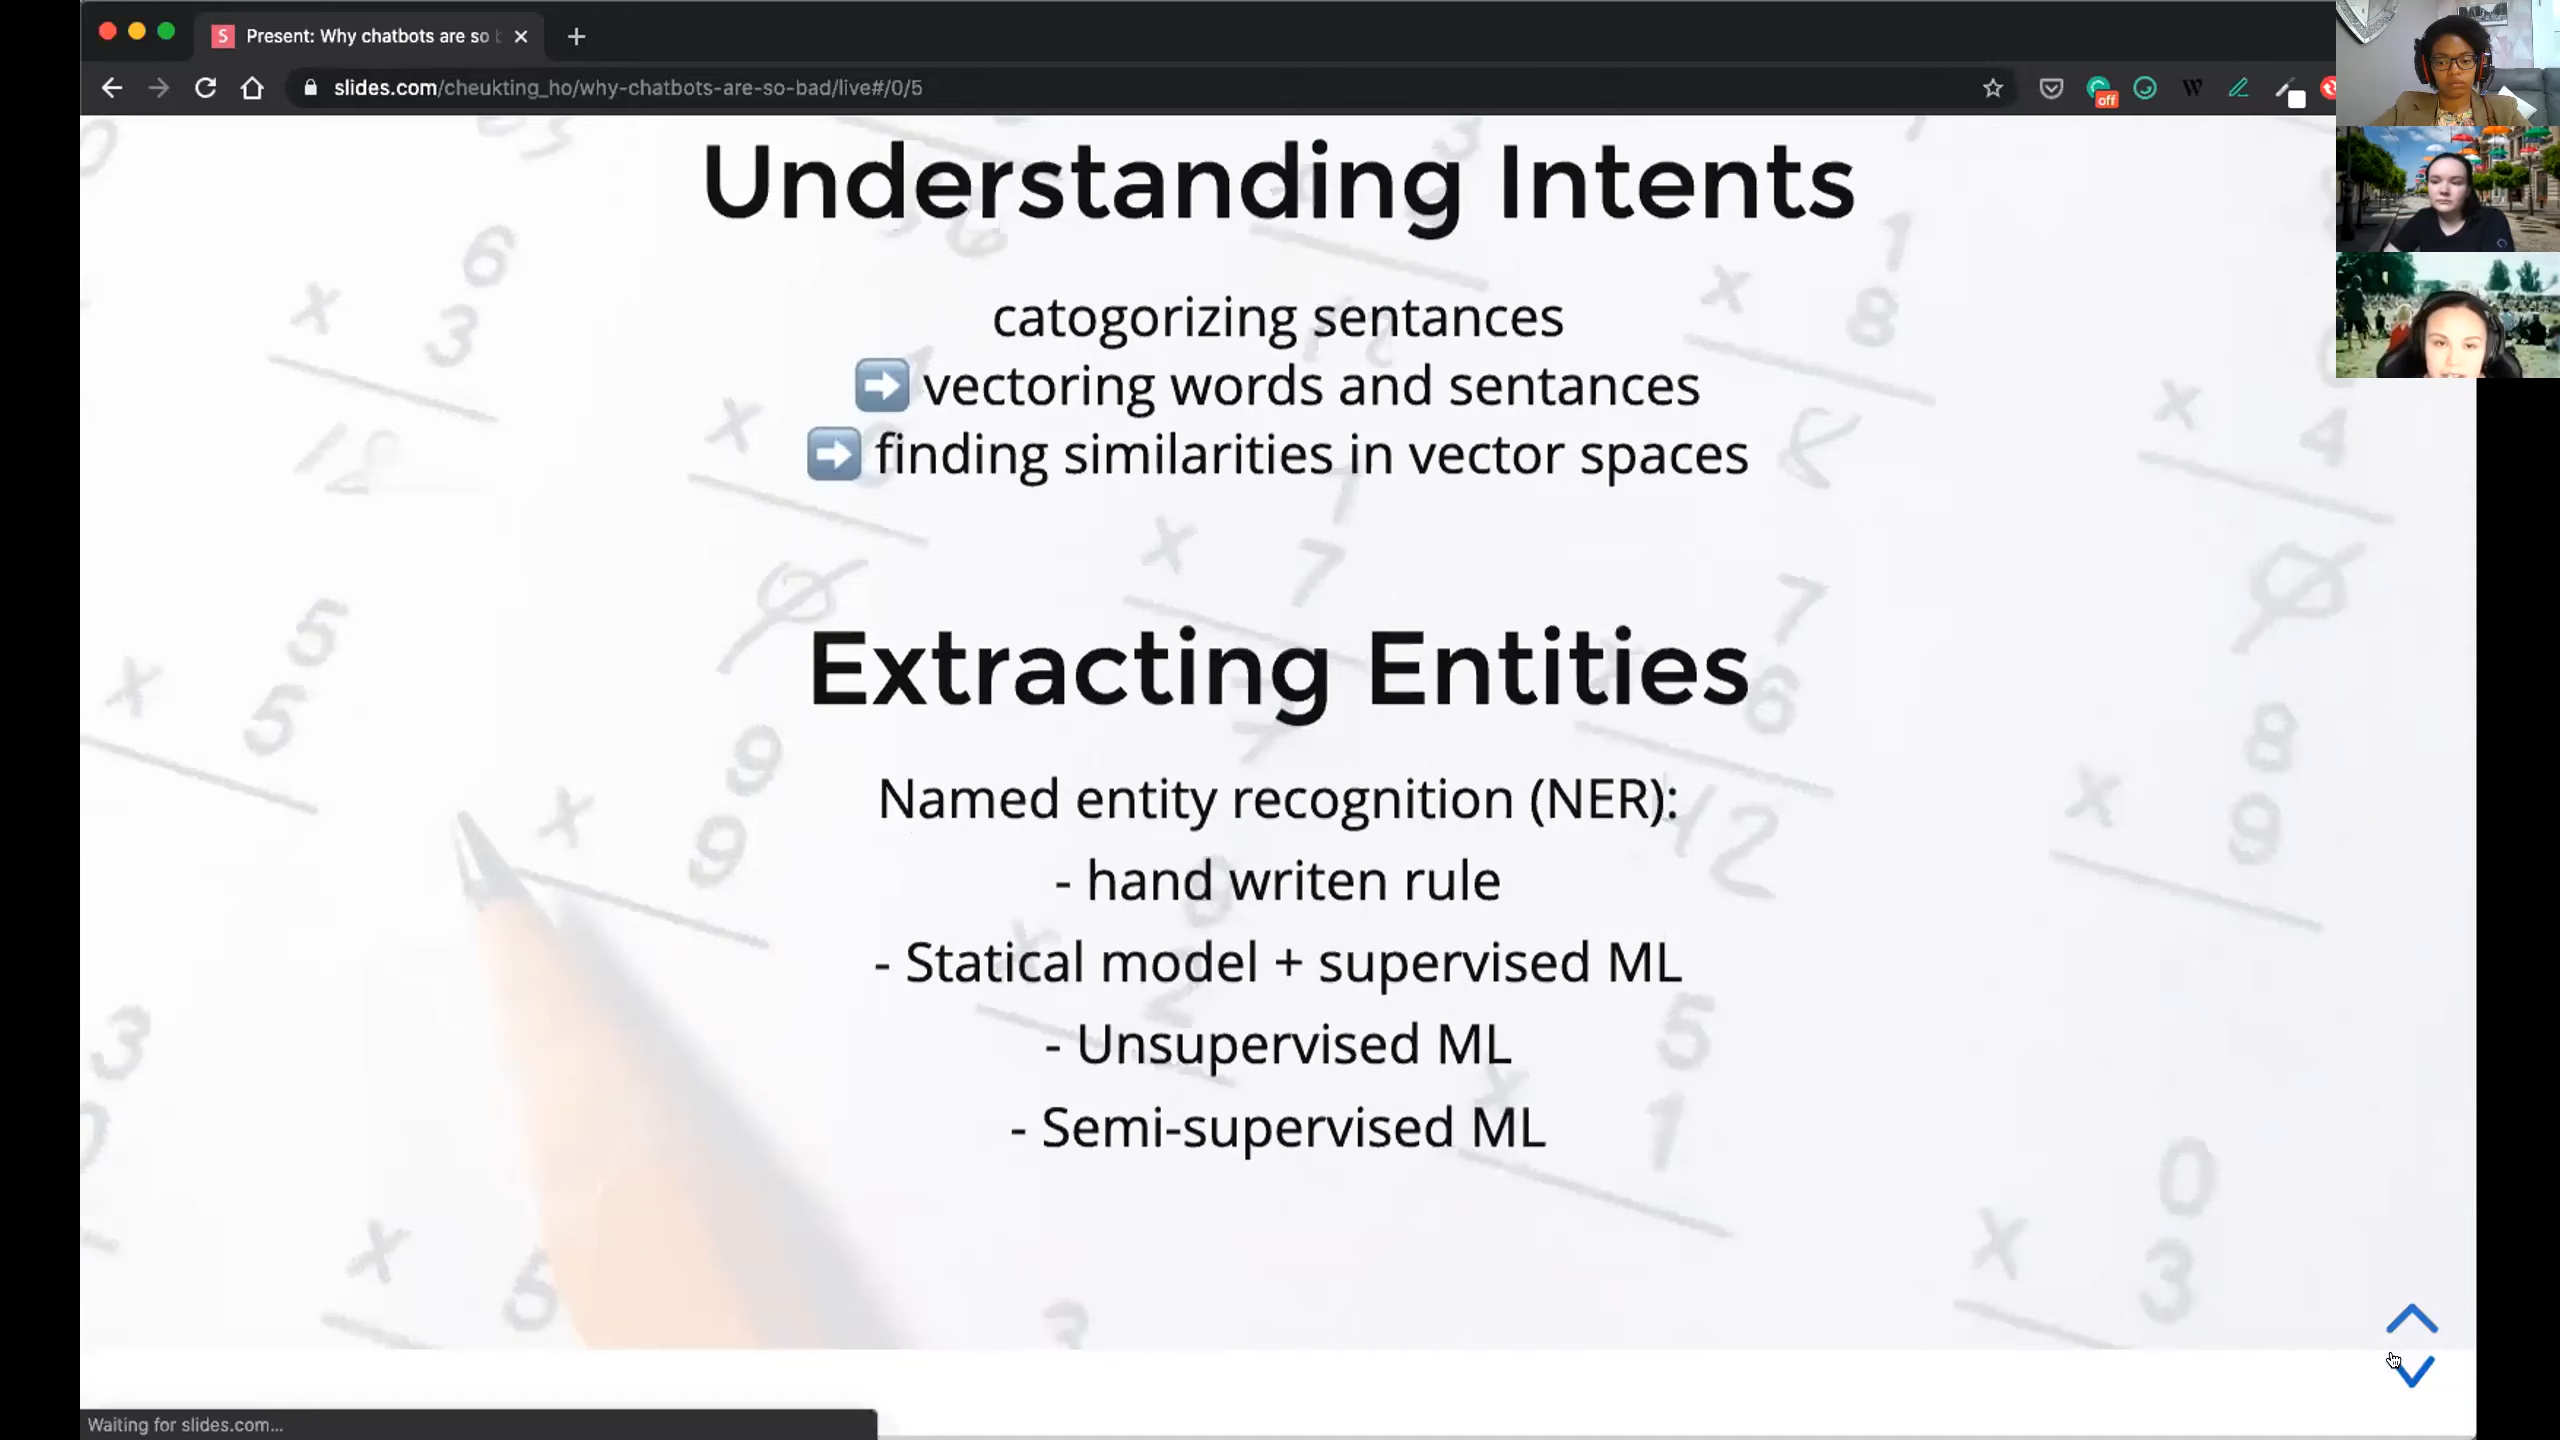 Present: Why chatbots are so
slides.com/cheukting_ho/why-chatbots-are-so-bad/live#/0/5
off
Understanding Intents
catogorizing sentances
➡ vectoring words and sentances
➡ finding similarities in vector spaces
Extracting Entities
Named entity recognition (NER):
- hand writen rule
- Statical model + supervised ML
- Unsupervised ML
- Semi-supervised ML
Waiting for slides.com...